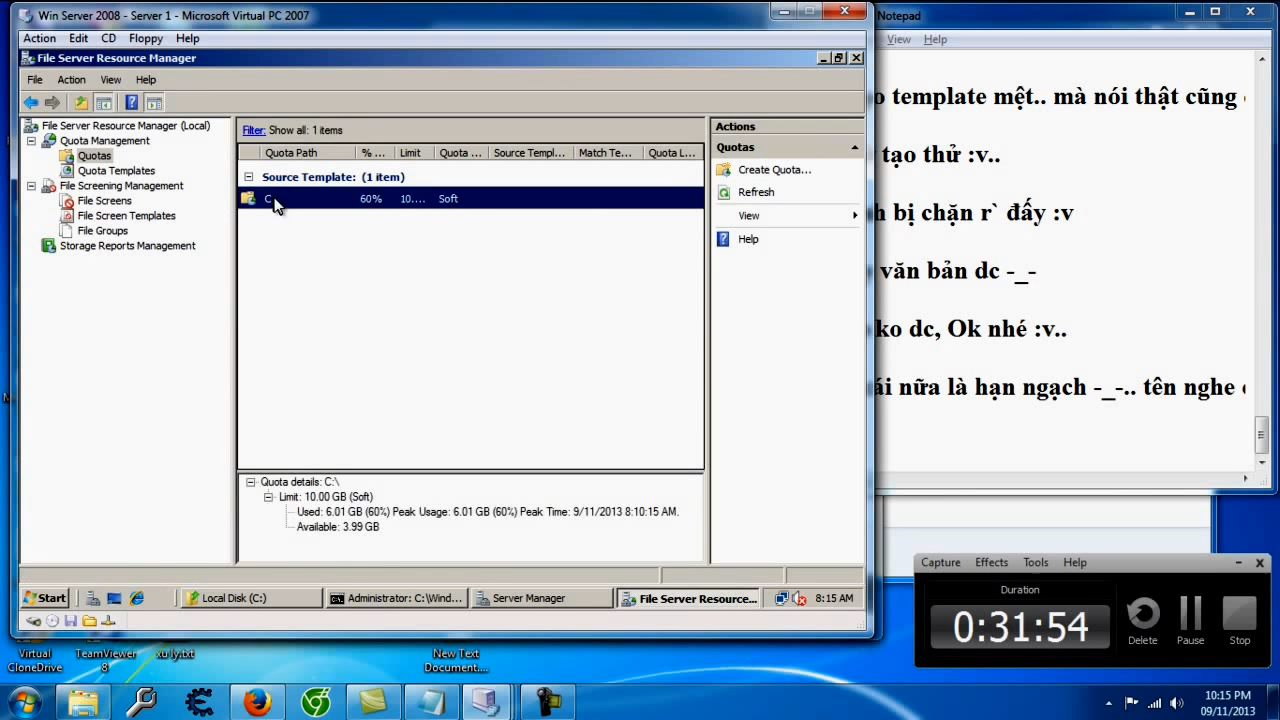 Win Server 2008 - Server 1 - Microsoft Virtual PC 2007
Action Edit CD Floppy Help
File Server Resource Manager
File Action View Help
File Server Resource Manager (Local)
Quota Management
Quotas
Quota Templates
File Screening Management
File Screens
File Screen Templates
File Groups
Storage Reports Management
Filter: Show all: 1 items
Quota Path % ... Limit Quota ... Source Templ... Match Te... Quota L...
Source Template: (1 item)
C 60% 10.... Soft
Quota details: C:\
Limit: 10.00 GB (Soft)
Used: 6.01 GB (60%) Peak Usage: 6.01 GB (60%) Peak Time: 9/11/2013 8:10:15 AM.
Available: 3.99 GB
Actions
Quotas
Create Quota...
Refresh
View
Help
Start
Local Disk (C:)
Administrator: C:\Wind...
Server Manager
File Server Resource...
8:15 AM
Notepad
View Help
o template mệt.. mà nói thật cũng
tạo thử :v..
h bị chặn r` đấy :v
văn bản dc -_-
ko dc, Ok nhé :v..
ái nữa là hạn ngạch -_-.. tên nghe
Capture Effects Tools Help
Duration
0:31:54
Delete Pause Stop
Virtual CloneDrive
TeamViewer 8
xu ly.txt
New Text Document....
10:15 PM
09/11/2013